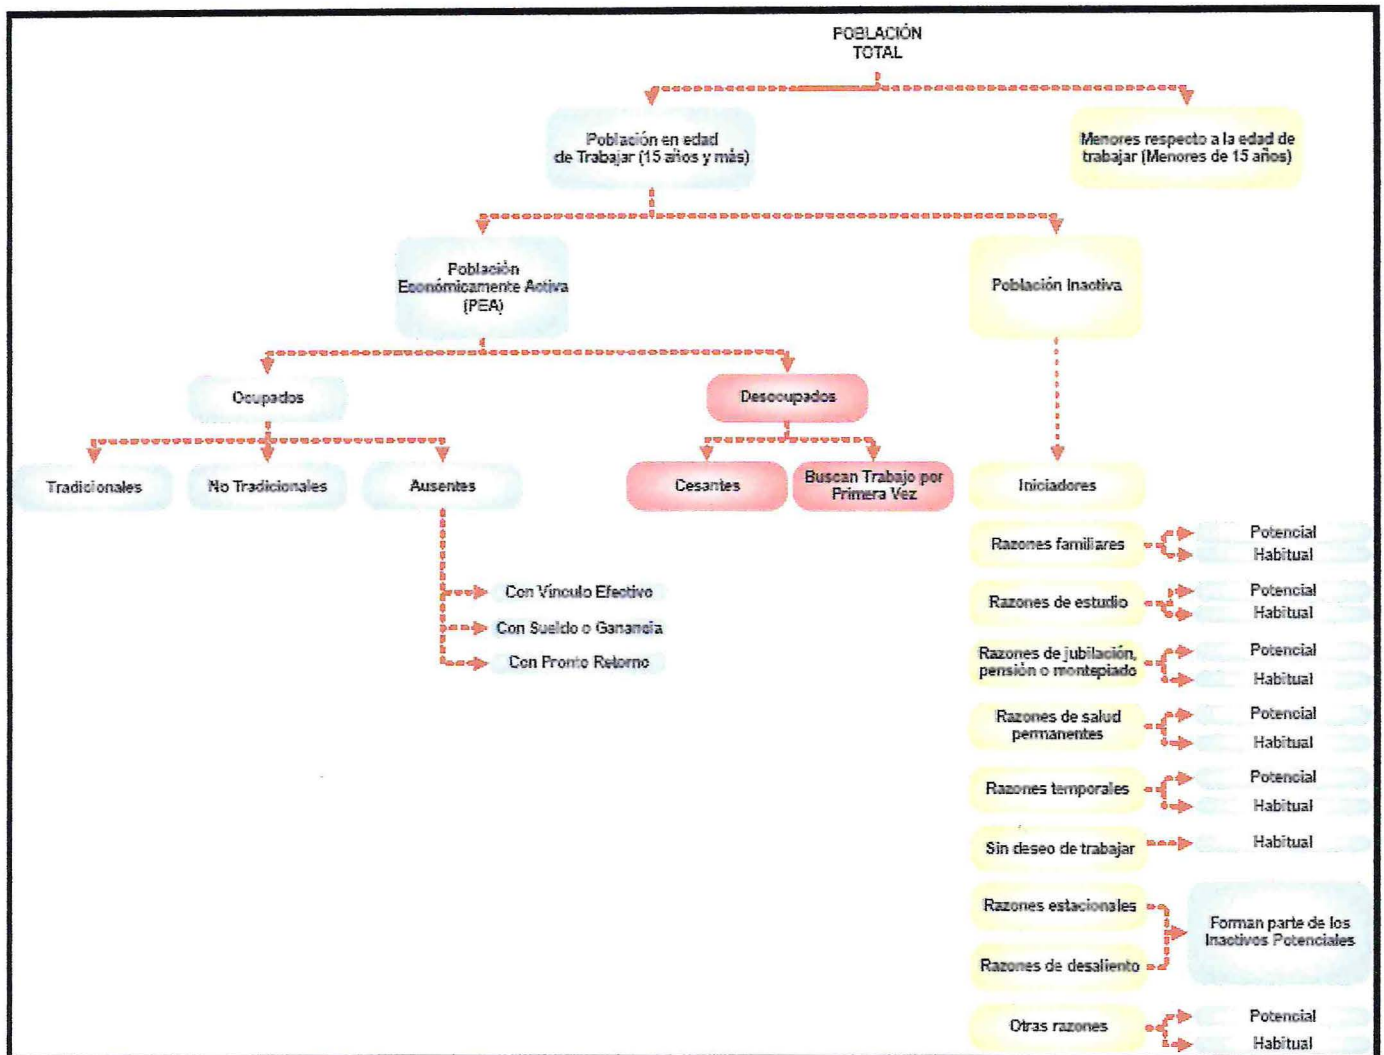 POBLACIÓN
TOTAL
Población en edad
de Trabajar (15 años y más)
Menores respecto a la edad de
trabajar (Menores de 15 años)
Población
Económicamente Activa
(PEA)
Población Inactiva
Ocupados
Desocupados
Tradicionales
No Tradicionales
Ausentes
Cesantes
Buscan Trabajo por
Primera Vez
Iniciadores
Con Vínculo Efectivo
Con Sueldo o Ganancia
Con Pronto Retorno
Razones familiares
Potencial
Habitual
Razones de estudio
Potencial
Habitual
Razones de jubilación,
pensión o montepiado
Potencial
Habitual
Razones de salud
permanentes
Potencial
Habitual
Razones temporales
Potencial
Habitual
Sin deseo de trabajar
Habitual
Razones estacionales
Razones de desaliento
Forman parte de los
Inactivos Potenciales
Otras razones
Potencial
Habitual